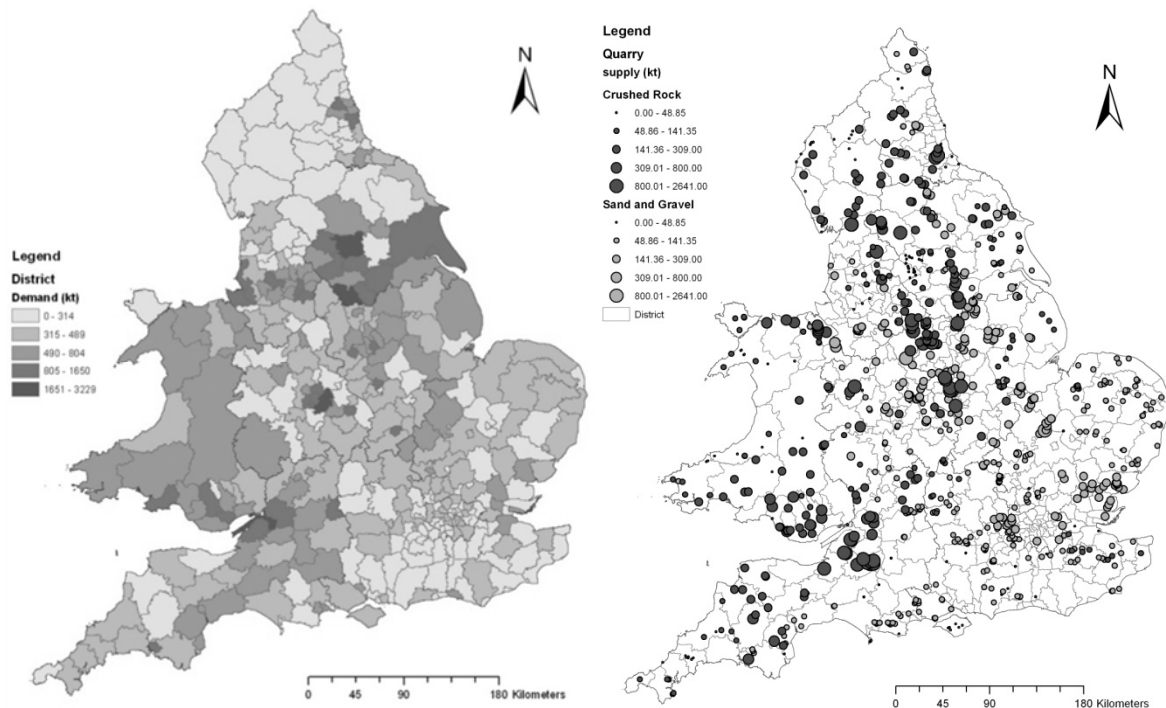 N
Legend
District
Demand (kt)
0 - 314
315 - 489
490 - 804
805 - 1650
1651 - 3229
0 45 90 180 Kilometers
Legend
Quarry
supply (kt)
Crushed Rock
0.00 - 48.85
48.86 - 141.35
141.36 - 309.00
309.01 - 800.00
800.01 - 2641.00
Sand and Gravel
0.00 - 48.85
48.86 - 141.35
141.36 - 309.00
309.01 - 800.00
800.01 - 2641.00
District
N
0 45 90 180 Kilometers